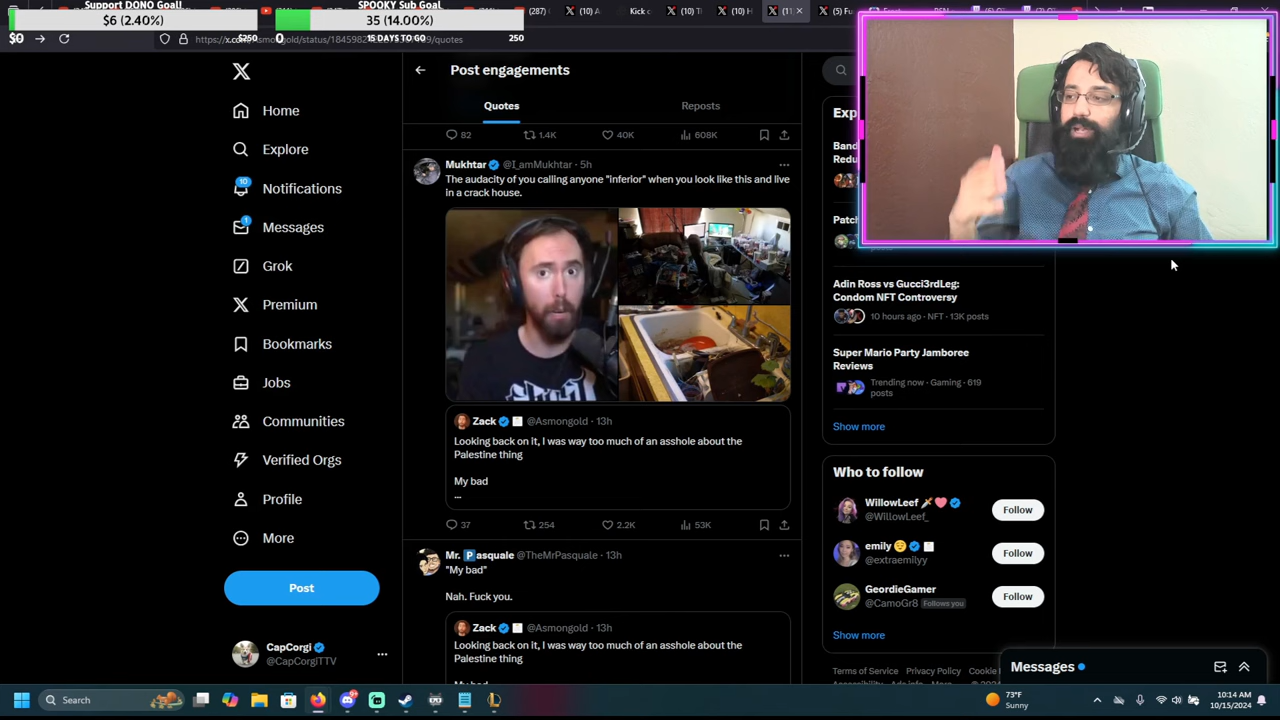 Support DONO Goal
$6 (2.40%)
$0
$250
SPOOKY Sub Goal
35 (14.00%)
0
15 DAYS TO GO
250
Home
Explore
10
Notifications
1
Messages
Grok
Premium
Bookmarks
Jobs
Communities
Verified Orgs
Profile
More
Post
CapCorgi
@CapCorgiTTV
Post engagements
Quotes
Reposts
82
1.4K
40K
608K
Mukhtar @I_amMukhtar · 5h
The audacity of you calling anyone "inferior" when you look like this and live
in a crack house.
Zack @Asmongold · 13h
Looking back on it, I was way too much of an asshole about the
Palestine thing
My bad
...
37
254
2.2K
53K
Mr. Pasquale @TheMrPasquale · 13h
"My bad"
Nah. Fuck you.
Zack @Asmongold · 13h
Looking back on it, I was way too much of an asshole about the
Palestine thing
Adin Ross vs Gucci3rdLeg:
Condom NFT Controversy
10 hours ago · NFT · 13K posts
Super Mario Party Jamboree
Reviews
Trending now · Gaming · 619
posts
Show more
Who to follow
WillowLeef
@WillowLeef_
Follow
emily
@extraemilyy
Follow
GeordieGamer
@CamoGr8 Follows you
Follow
Show more
Terms of Service Privacy Policy
Messages
Search
73°F
Sunny
10:14 AM
10/15/2024